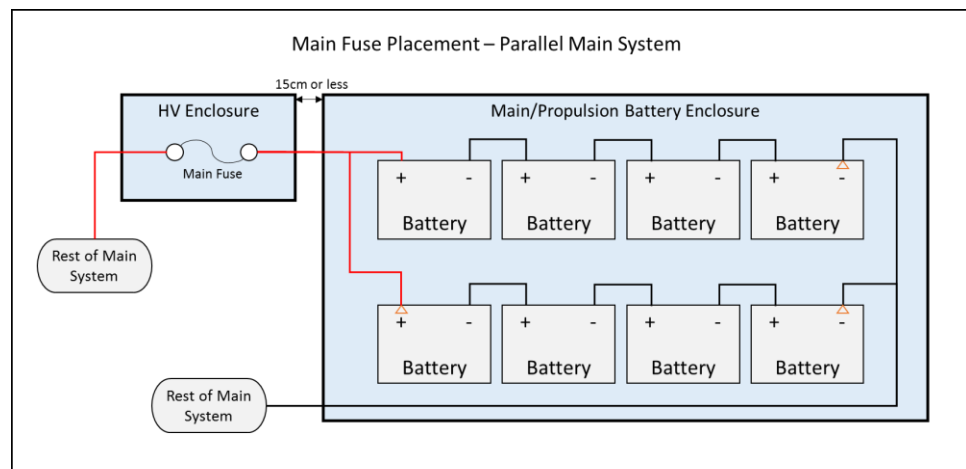 Main Fuse Placement – Parallel Main System
15cm or less
HV Enclosure
Main/Propulsion Battery Enclosure
Main Fuse
+ - + - + - + -
Battery Battery Battery Battery
Rest of Main
System
+ - + - + - + -
Battery Battery Battery Battery
Rest of Main
System